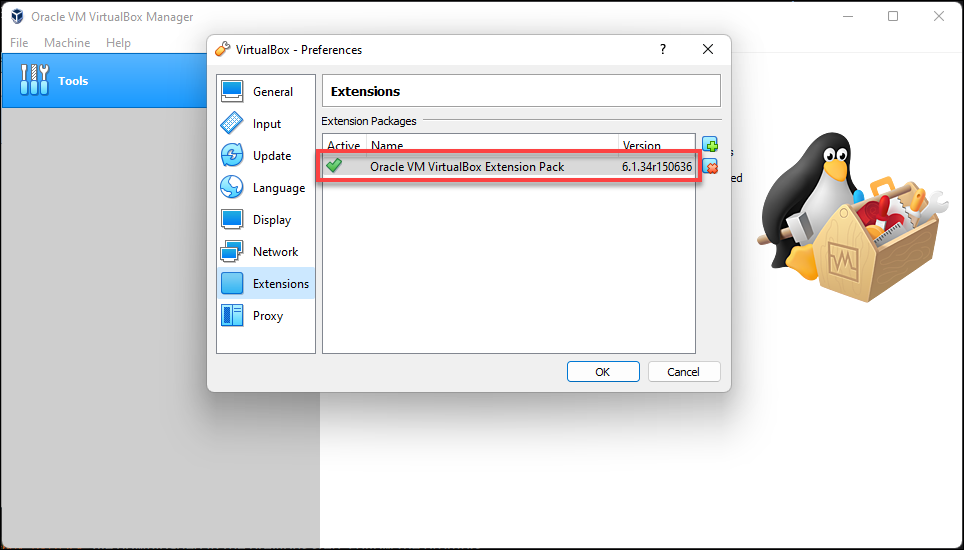 Oracle VM VirtualBox Manager
File Machine Help
Tools
VirtualBox - Preferences
?
General
Input
Update
Language
Display
Network
Extensions
Proxy
Extensions
Extension Packages
Active Name Version
Oracle VM VirtualBox Extension Pack 6.1.34r150636
s
ed
OK Cancel